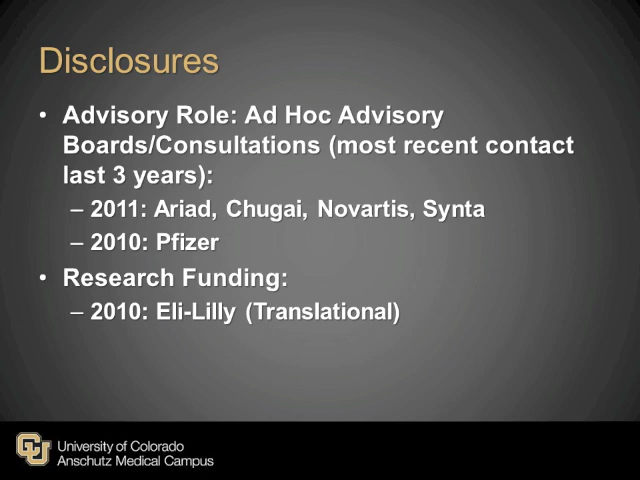 Disclosures
• Advisory Role: Ad Hoc Advisory
Boards/Consultations (most recent contact
last 3 years):
– 2011: Ariad, Chugai, Novartis, Synta
– 2010: Pfizer
• Research Funding:
– 2010: Eli-Lilly (Translational)
CU University of Colorado
Anschutz Medical Campus